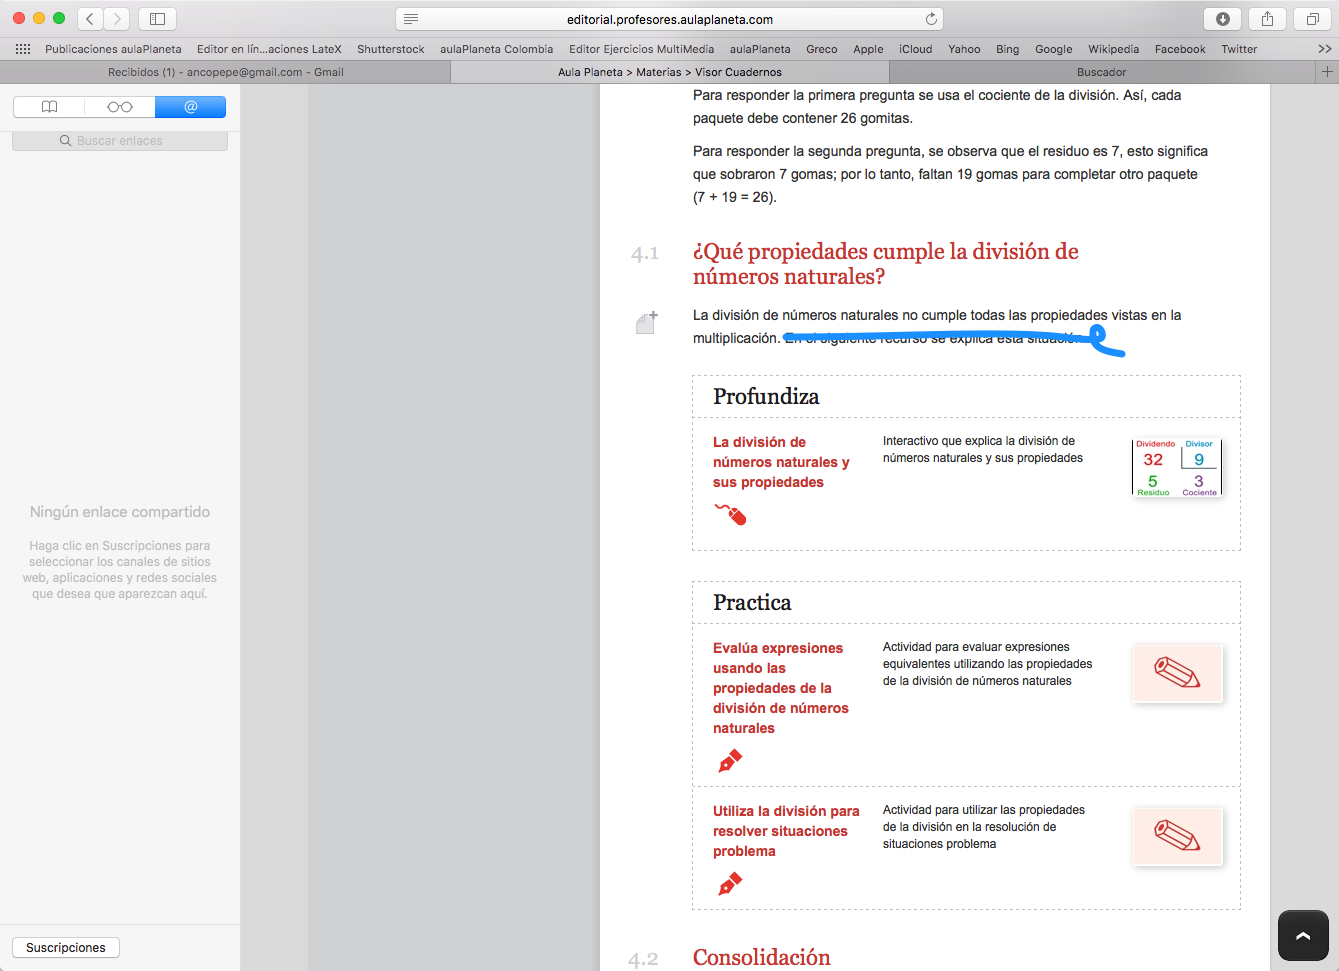 editorial.profesores.aulaplaneta.com
Publicaciones aulaPlaneta Editor en lín...aciones LateX Shutterstock aulaPlaneta Colombia Editor Ejercicios MultiMedia aulaPlaneta Greco Apple iCloud Yahoo Bing Google Wikipedia Facebook Twitter
Recibidos (1) - ancopepe@gmail.com - Gmail
Aula Planeta > Materias > Visor Cuadernos
Buscador
@
Buscar enlaces
Ningún enlace compartido
Haga clic en Suscripciones para
seleccionar los canales de sitios
web, aplicaciones y redes sociales
que desea que aparezcan aquí.
Suscripciones
Para responder la primera pregunta se usa el cociente de la división. Así, cada
paquete debe contener 26 gomitas.
Para responder la segunda pregunta, se observa que el residuo es 7, esto significa
que sobraron 7 gomas; por lo tanto, faltan 19 gomas para completar otro paquete
(7 + 19 = 26).
4.1 ¿Qué propiedades cumple la división de
números naturales?
La división de números naturales no cumple todas las propiedades vistas en la
multiplicación. En el siguiente recurso se explica esta situación
Profundiza
La división de
números naturales y
sus propiedades
Interactivo que explica la división de
números naturales y sus propiedades
Dividendo Divisor
32 9
5 3
Residuo Cociente
Practica
Evalúa expresiones
usando las
propiedades de la
división de números
naturales
Actividad para evaluar expresiones
equivalentes utilizando las propiedades
de la división de números naturales
Utiliza la división para
resolver situaciones
problema
Actividad para utilizar las propiedades
de la división en la resolución de
situaciones problema
4.2 Consolidación